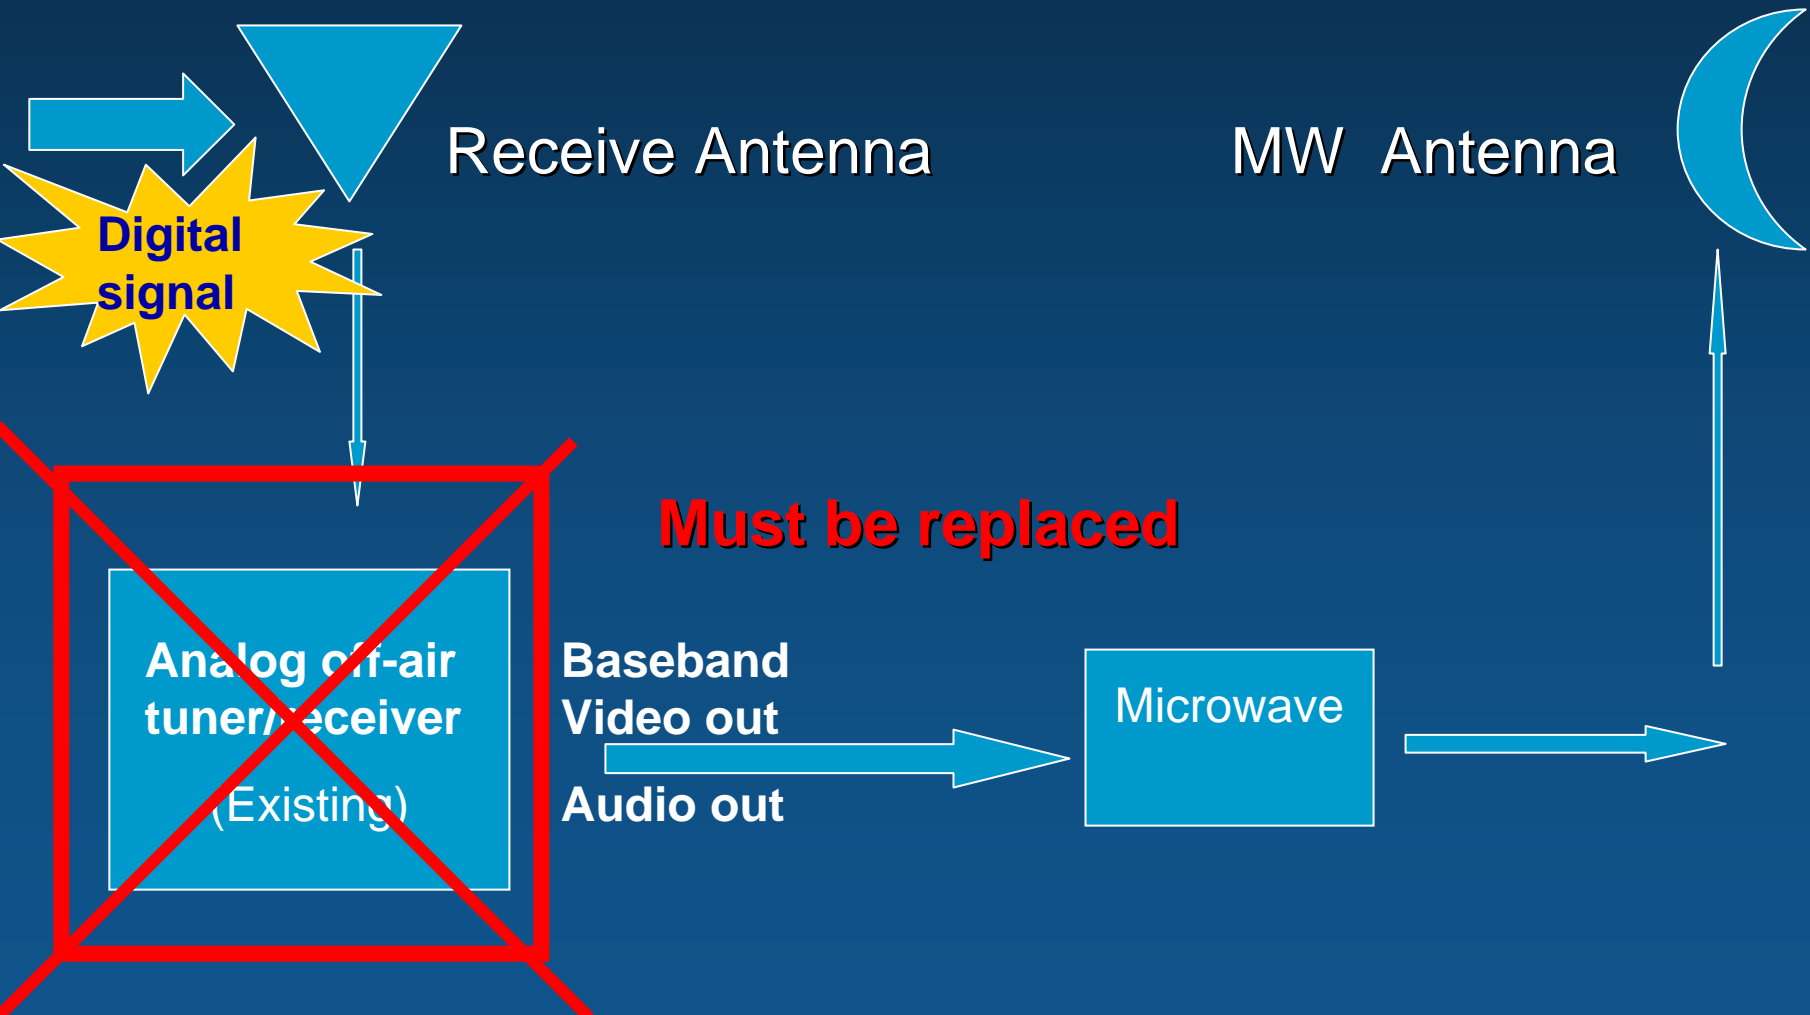 Receive Antenna
MW Antenna
Digital
signal
Must be replaced
Analog off-air
tuner/receiver
(Existing)
Baseband
Video out
Audio out
Microwave